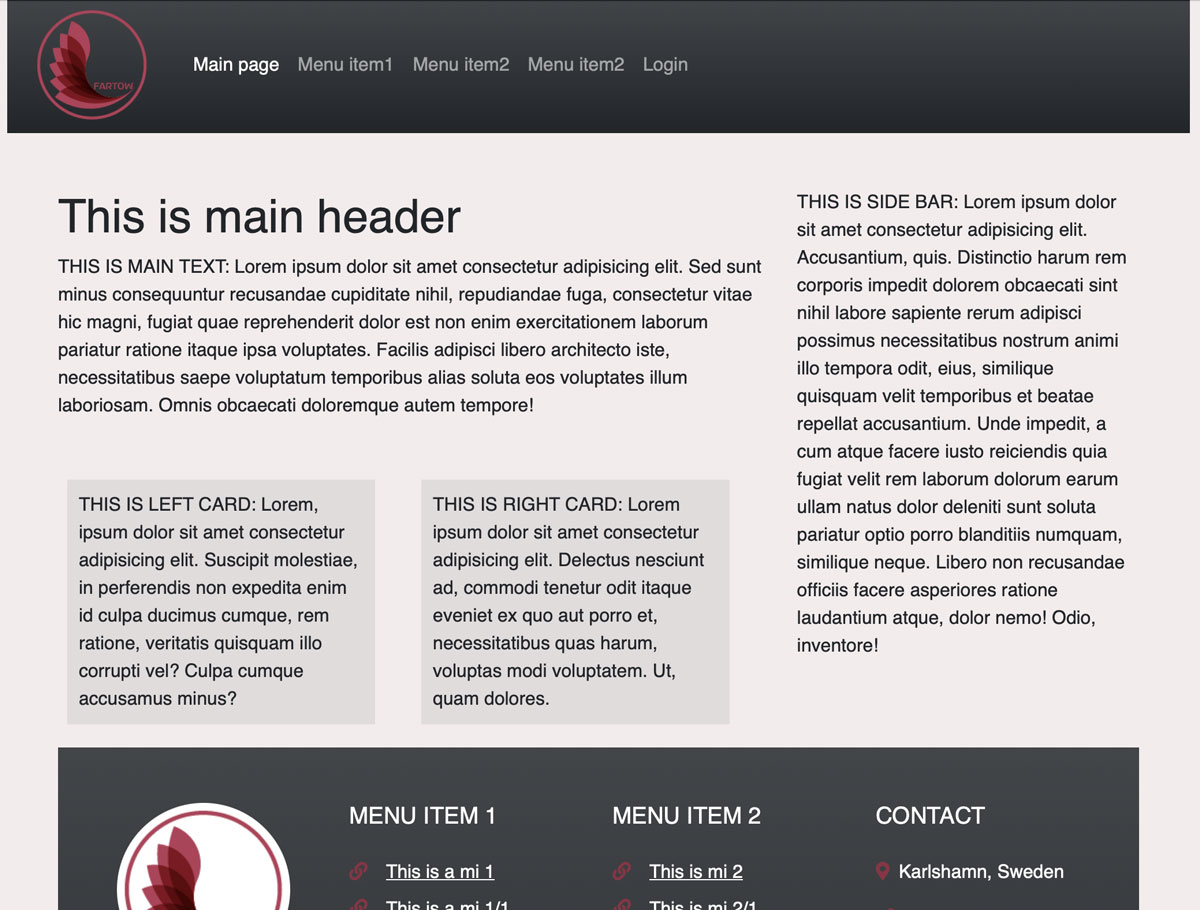 FARTOW
Main page Menu item1 Menu item2 Menu item2 Login
This is main header
THIS IS MAIN TEXT: Lorem ipsum dolor sit amet consectetur adipisicing elit. Sed sunt
minus consequuntur recusandae cupiditate nihil, repudiandae fuga, consectetur vitae
hic magni, fugiat quae reprehenderit dolor est non enim exercitationem laborum
pariatur ratione itaque ipsa voluptates. Facilis adipisci libero architecto iste,
necessitatibus saepe voluptatum temporibus alias soluta eos voluptates illum
laboriosam. Omnis obcaecati doloremque autem tempore!
THIS IS LEFT CARD: Lorem,
ipsum dolor sit amet consectetur
adipisicing elit. Suscipit molestiae,
in perferendis non expedita enim
id culpa ducimus cumque, rem
ratione, veritatis quisquam illo
corrupti vel? Culpa cumque
accusamus minus?
THIS IS RIGHT CARD: Lorem
ipsum dolor sit amet consectetur
adipisicing elit. Delectus nesciunt
ad, commodi tenetur odit itaque
eveniet ex quo aut porro et,
necessitatibus quas harum,
voluptas modi voluptatem. Ut,
quam dolores.
THIS IS SIDE BAR: Lorem ipsum dolor
sit amet consectetur adipisicing elit.
Accusantium, quis. Distinctio harum rem
corporis impedit dolorem obcaecati sint
nihil labore sapiente rerum adipisci
possimus necessitatibus nostrum animi
illo tempora odit, eius, similique
quisquam velit temporibus et beatae
repellat accusantium. Unde impedit, a
cum atque facere iusto reiciendis quia
fugiat velit rem laborum dolorum earum
ullam natus dolor deleniti sunt soluta
pariatur optio porro blanditiis numquam,
similique neque. Libero non recusandae
officiis facere asperiores ratione
laudantium atque, dolor nemo! Odio,
inventore!
MENU ITEM 1
This is a mi 1
This is a mi 1/1
MENU ITEM 2
This is mi 2
This is mi 2/1
CONTACT
Karlshamn, Sweden